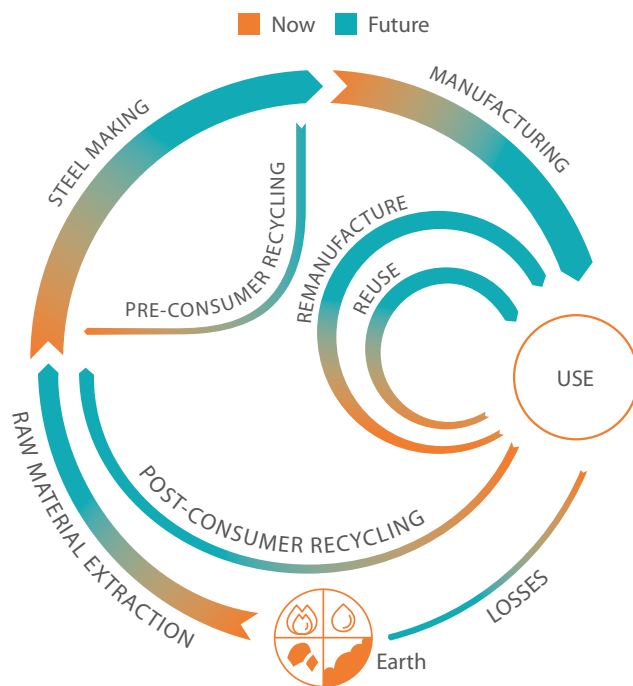 Now
Future
STEEL MAKING
MANUFACTURING
PRE-CONSUMER RECYCLING
REMANUFACTURE
REUSE
USE
RAW MATERIAL EXTRACTION
POST-CONSUMER RECYCLING
LOSSES
Earth